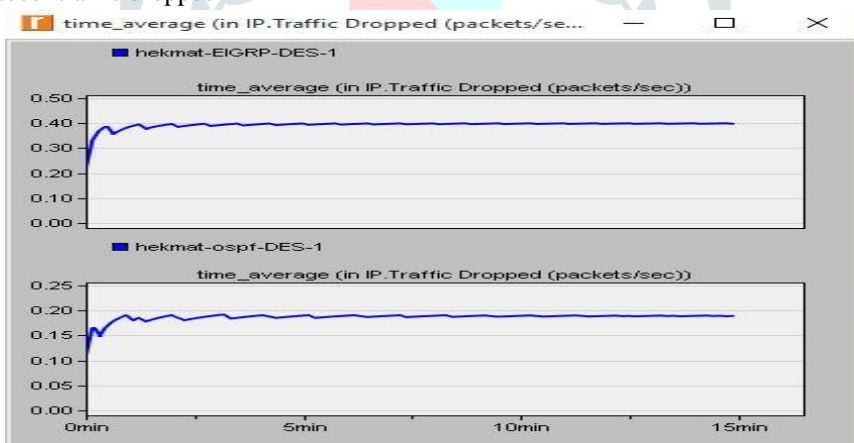 time_average (in IP.Traffic Dropped (packets/se...
hekmat-EIGRP-DES-1
time_average (in IP.Traffic Dropped (packets/sec))
0.50
0.40
0.30
0.20
0.10
0.00
hekmat-ospf-DES-1
time_average (in IP.Traffic Dropped (packets/sec))
0.25
0.20
0.15
0.10
0.05
0.00
0min 5min 10min 15min